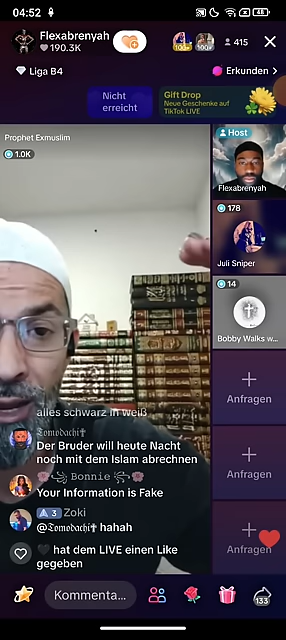 04:52
48
Flexabrenyah
190.3K
100+
100+
415
Liga B4
Erkunden
Nicht
erreicht
Gift Drop
Neue Geschenke auf
TikTok LIVE
Prophet Exmuslim
1.0K
Host
Flexabrenyah
178
Juli Sniper
14
Bobby Walks w...
Anfragen
Anfragen
Anfragen
alles schwarz in weiß
𝕿𝖔𝖒𝖔𝖉𝖆𝖈𝖍𝖎✝
Der Bruder will heute Nacht
noch mit dem Islam abrechnen
Bonnie
Your Information is Fake
3 Zoki
@𝕿𝖔𝖒𝖔𝖉𝖆𝖈𝖍𝖎✝ hahah
🖤 hat dem LIVE einen Like
gegeben
Kommenta...
133